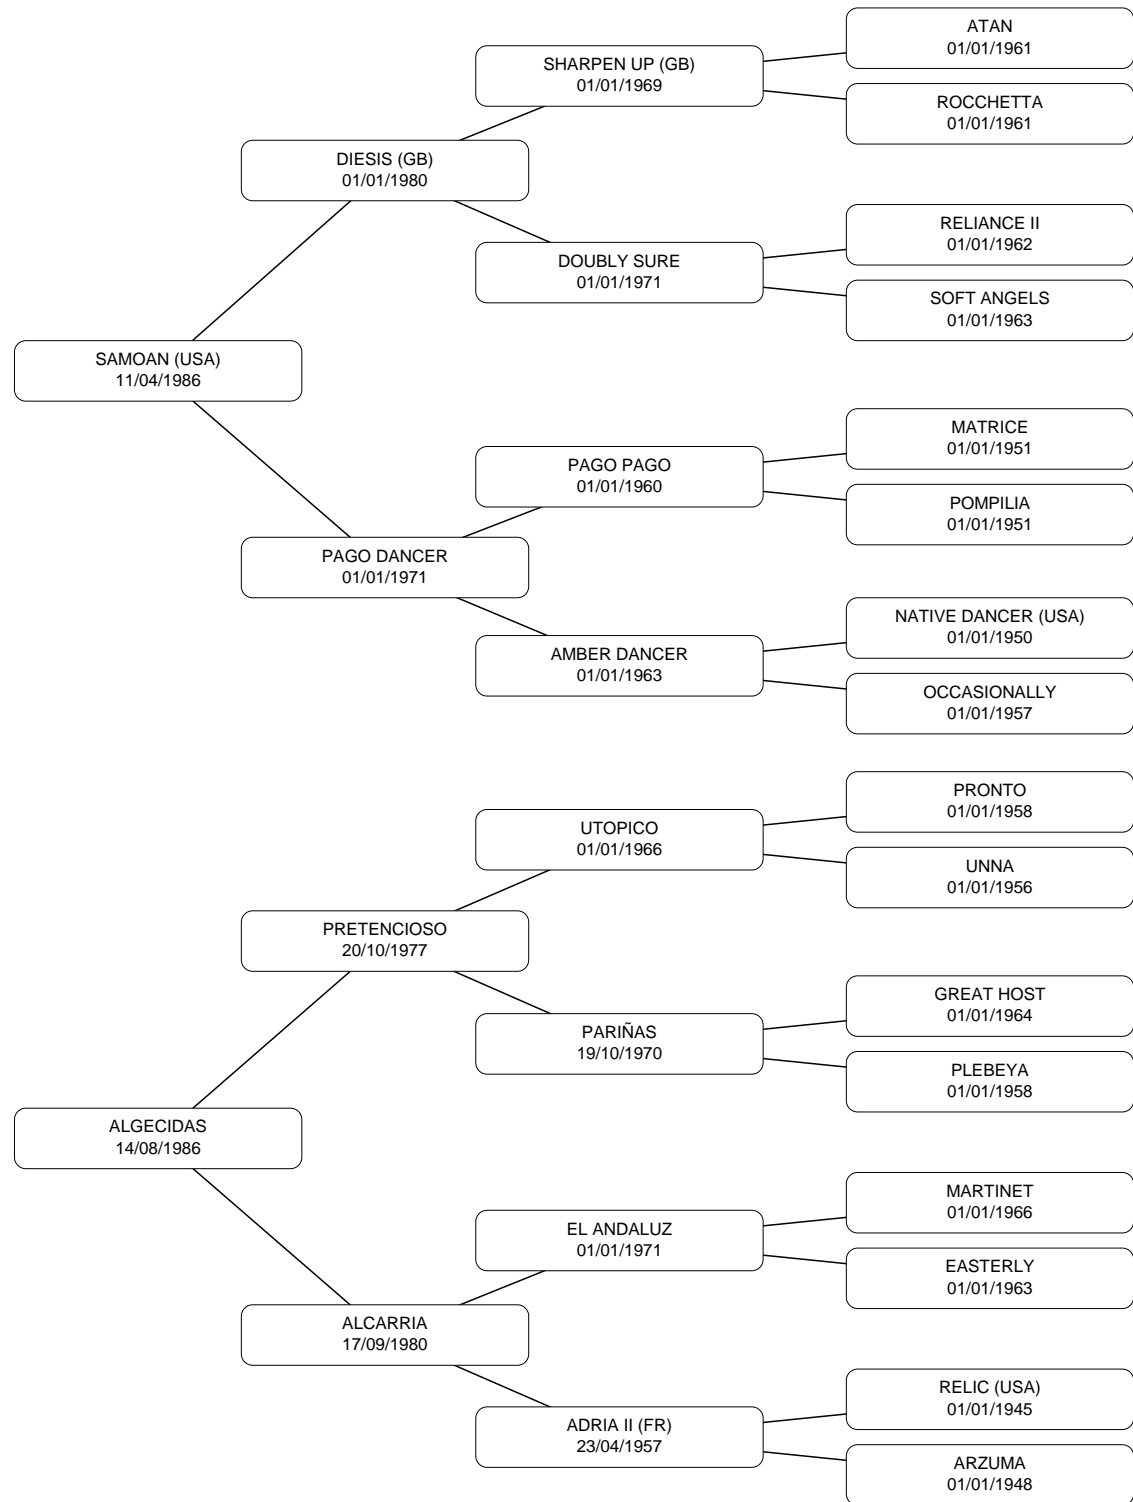 ATAN
01/01/1961
SHARPEN UP (GB)
01/01/1969
ROCCHETTA
01/01/1961
DIESIS (GB)
01/01/1980
RELIANCE II
01/01/1962
DOUBLY SURE
01/01/1971
SOFT ANGELS
01/01/1963
SAMOAN (USA)
11/04/1986
MATRICE
01/01/1951
PAGO PAGO
01/01/1960
POMPILIA
01/01/1951
PAGO DANCER
01/01/1971
NATIVE DANCER (USA)
01/01/1950
AMBER DANCER
01/01/1963
OCCASIONALLY
01/01/1957
PRONTO
01/01/1958
UTOPICO
01/01/1966
UNNA
01/01/1956
PRETENCIOSO
20/10/1977
GREAT HOST
01/01/1964
PARIÑAS
19/10/1970
PLEBEYA
01/01/1958
ALGECIDAS
14/08/1986
MARTINET
01/01/1966
EL ANDALUZ
01/01/1971
EASTERLY
01/01/1963
ALCARRIA
17/09/1980
RELIC (USA)
01/01/1945
ADRIA II (FR)
23/04/1957
ARZUMA
01/01/1948